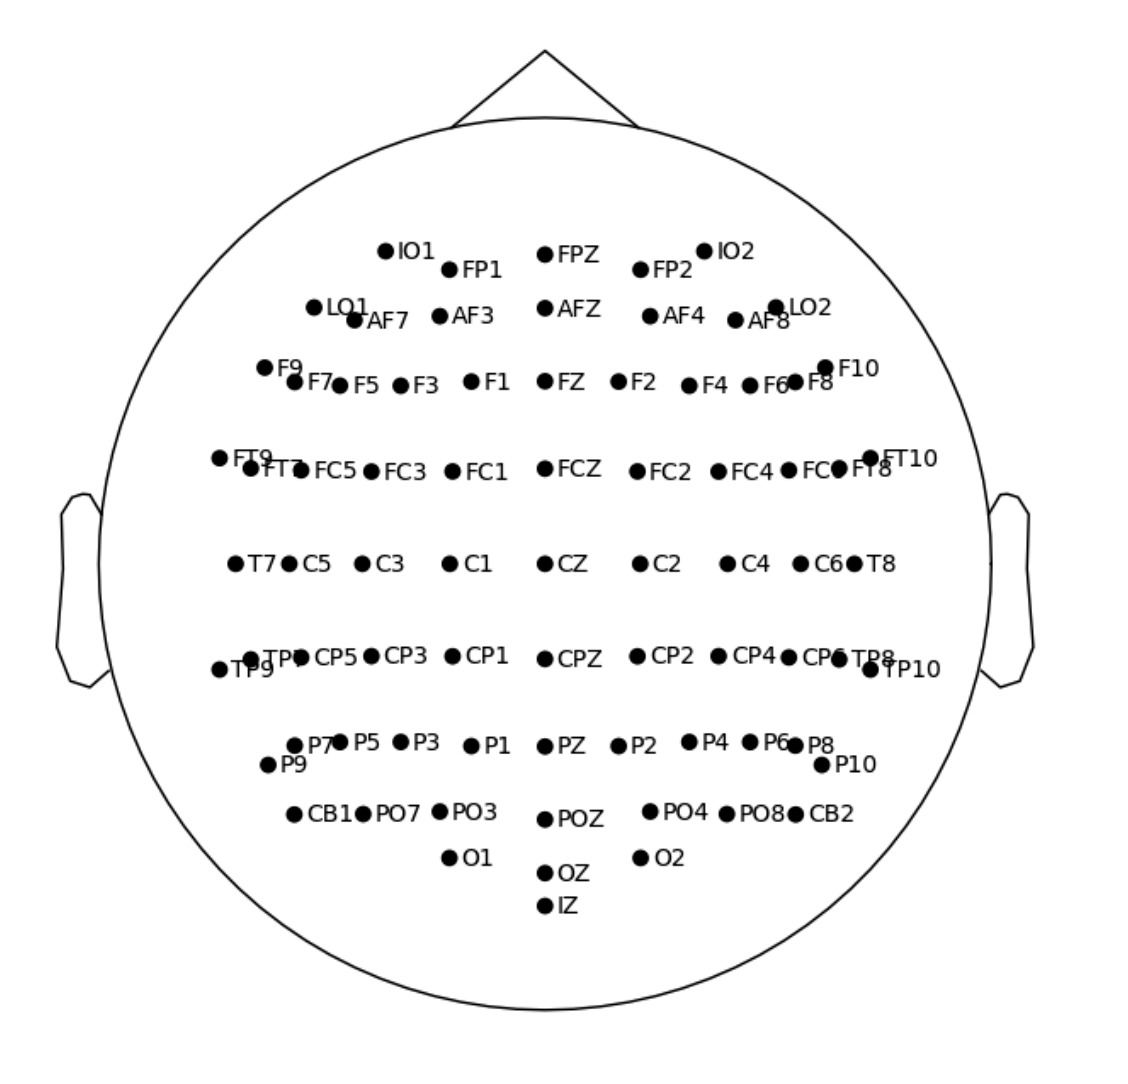 IO1 FPZ IO2
FP1 FP2
LO1 AFZ LO2
AF7 AF3 AF4 AF8
F9 F10
F7 F5 F3 F1 FZ F2 F4 F6 F8
FT9 FT10
FT7 FC5 FC3 FC1 FCZ FC2 FC4 FC6 FT8
T7 C5 C3 C1 CZ C2 C4 C6 T8
TP7 CP5 CP3 CP1 CPZ CP2 CP4 CP6 TP8
TP9 TP10
P7 P5 P3 P1 PZ P2 P4 P6 P8
P9 P10
CB1 PO7 PO3 POZ PO4 PO8 CB2
O1 O2
OZ
IZ